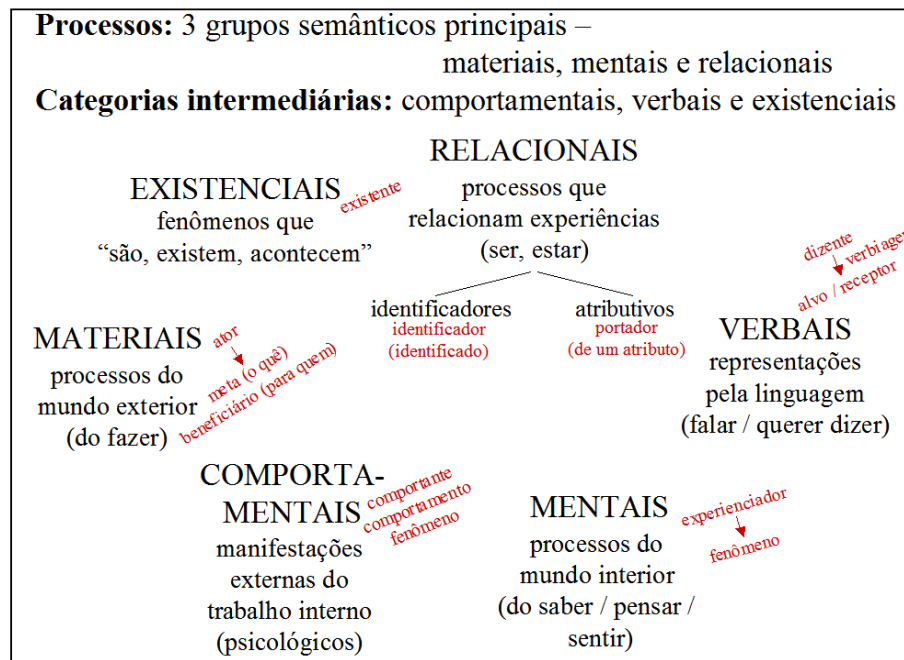 Processos: 3 grupos semânticos principais –
materiais, mentais e relacionais
Categorias intermediárias: comportamentais, verbais e existenciais
RELACIONAIS
processos que
relacionam experiências
(ser, estar)
identificadores
identificador
(identificado)
atributivos
portador
(de um atributo)
EXISTENCIAIS
existente
fenômenos que
“são, existem, acontecem”
dizente
verbiagem
alvo / receptor
VERBAIS
representações
pela linguagem
(falar / querer dizer)
MATERIAIS
ator
meta (o quê)
beneficiário (para quem)
processos do
mundo exterior
(do fazer)
COMPORTA-
MENTAIS
comportante
comportamento
fenômeno
manifestações
externas do
trabalho interno
(psicológicos)
MENTAIS
experienciador
fenômeno
processos do
mundo interior
(do saber / pensar /
sentir)